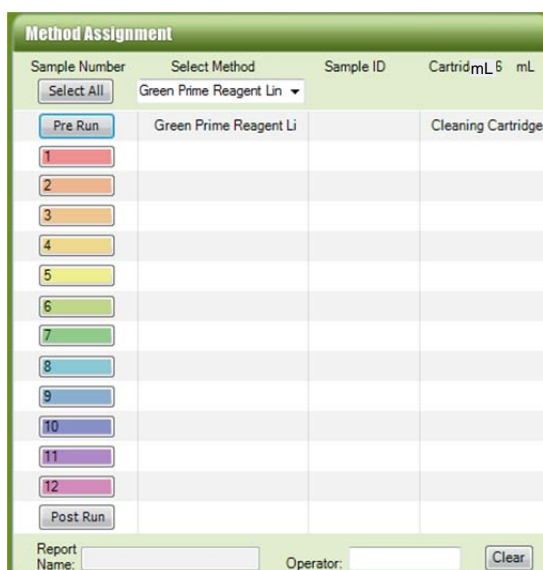 Method Assignment
Sample Number Select Method Sample ID Cartrid mL 6 mL
Select All Green Prime Reagent Lin
Pre Run Green Prime Reagent Li Cleaning Cartridge
1
2
3
4
5
6
7
8
9
10
11
12
Post Run
Report
Name: Operator: Clear